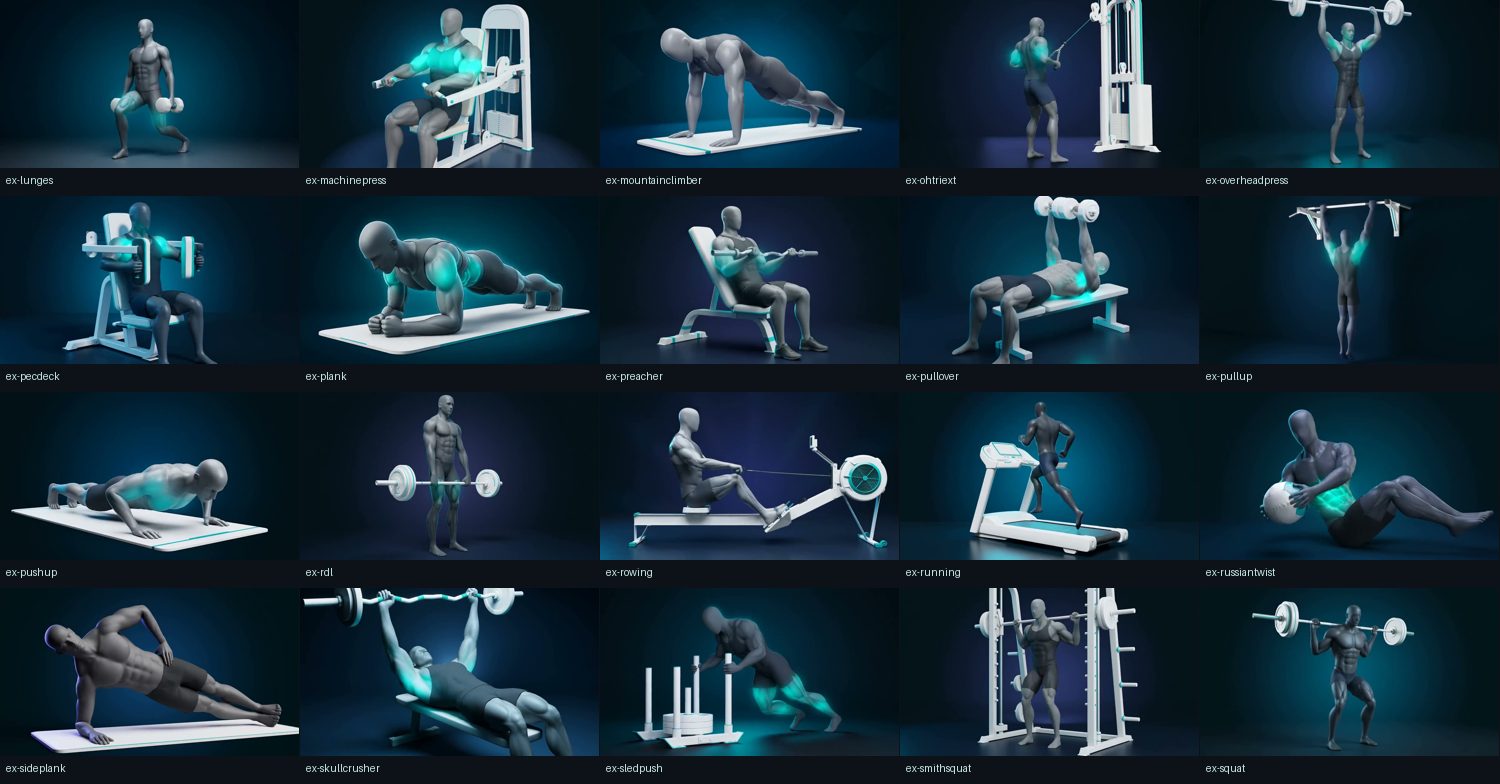 ex-lunges
ex-machinepress
ex-mountainclimber
ex-ohtriext
ex-overheadpress
ex-pecdeck
ex-plank
ex-preacher
ex-pullover
ex-pullup
ex-pushup
ex-rdl
ex-rowing
ex-running
ex-russiantwist
ex-sideplank
ex-skullcrusher
ex-sledpush
ex-smithsquat
ex-squat